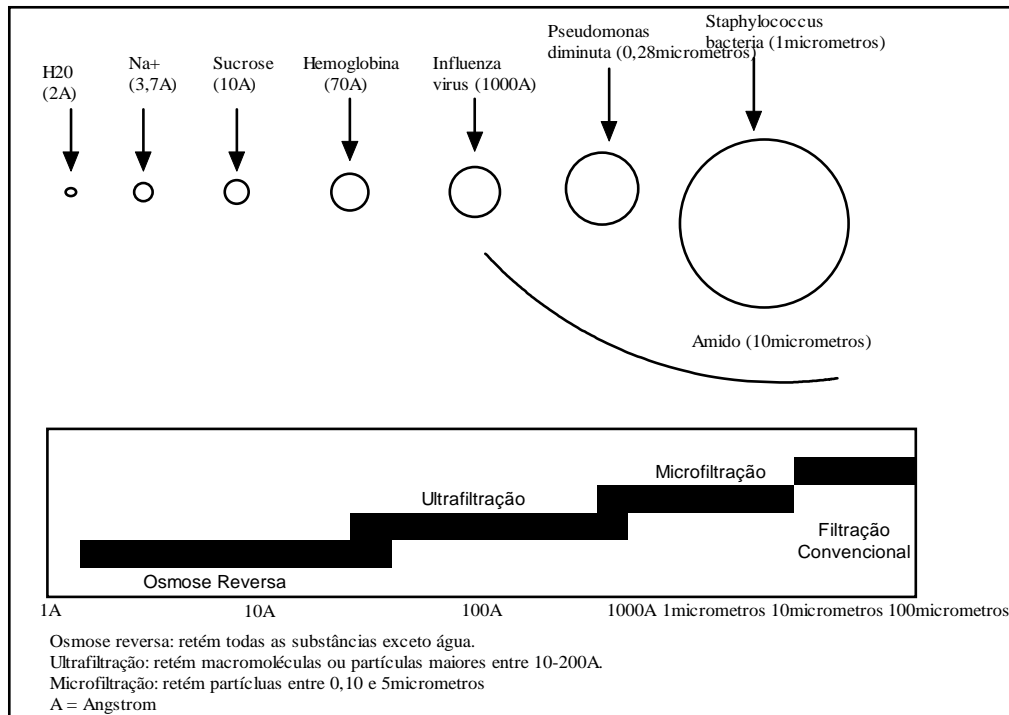 H20
(2A)
Na+
(3,7A)
Sucrose
(10A)
Hemoglobina
(70A)
Influenza
virus (1000A)
Pseudomonas
diminuta (0,28micrometros)
Staphylococcus
bacteria (1micrometros)
Amido (10micrometros)
Microfiltração
Ultrafiltração
Filtração
Convencional
Osmose Reversa
1A 10A 100A 1000A 1micrometros 10micrometros 100micrometros
Osmose reversa: retém todas as substâncias exceto água.
Ultrafiltração: retém macromoléculas ou partículas maiores entre 10-200A.
Microfiltração: retém partícluas entre 0,10 e 5micrometros
A = Angstrom